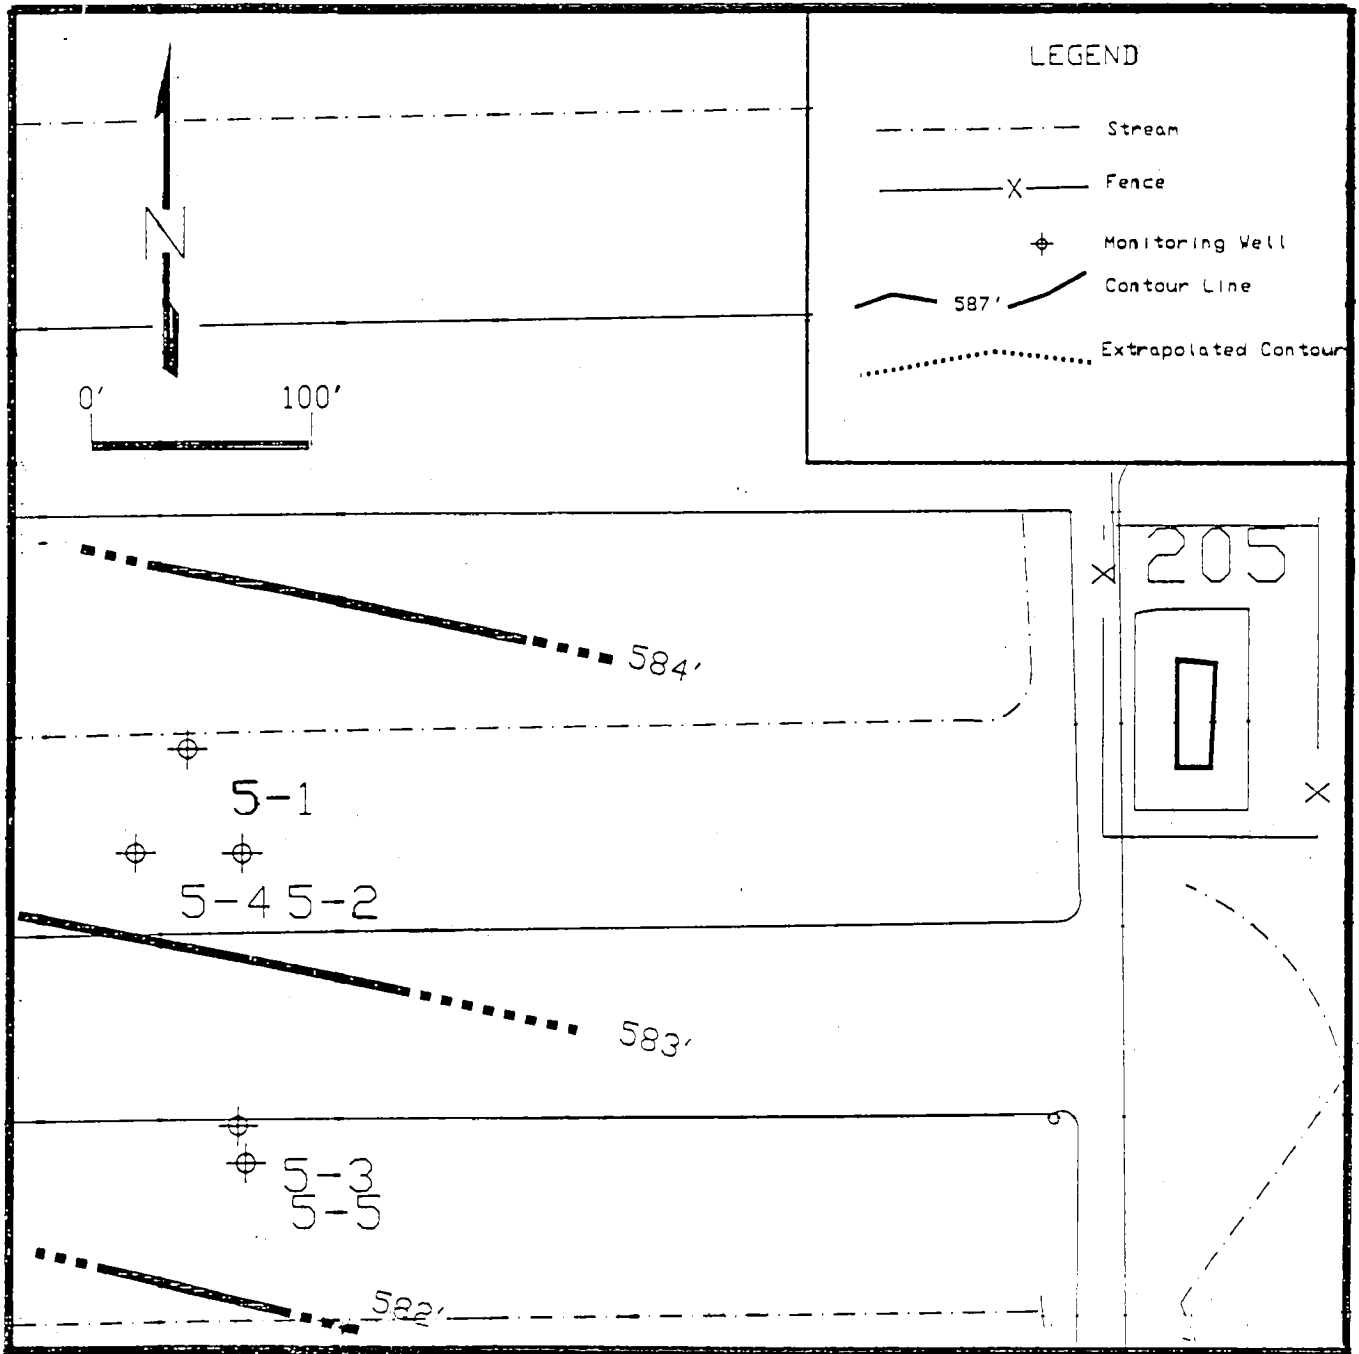 LEGEND
Stream
X Fence
Monitoring Well
Contour Line
587'
Extrapolated Contour
N
0' 100'
205
X
584'
X
5-1
5-4 5-2
583'
5-3
5-5
582'